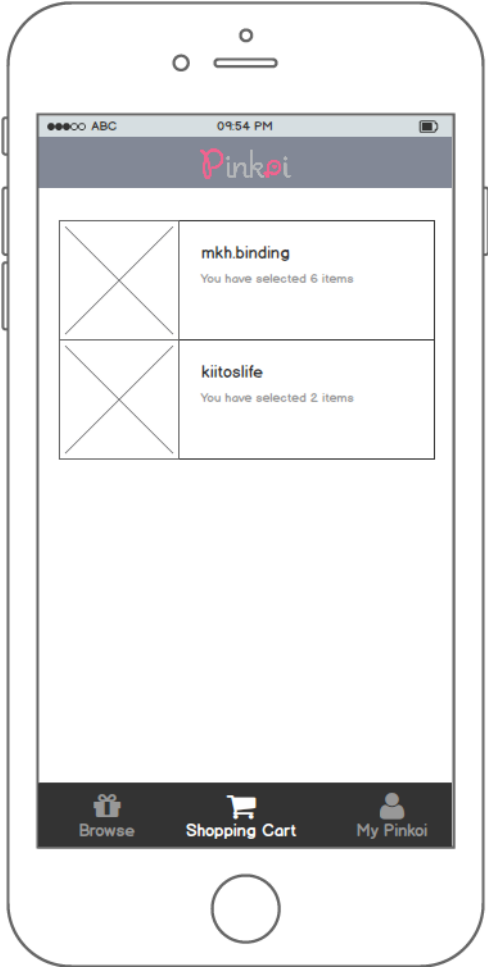 ABC 09:54 PM
Pinkoi
mkh.binding
You have selected 6 items
kiitoslife
You have selected 2 items
Browse Shopping Cart My Pinkoi